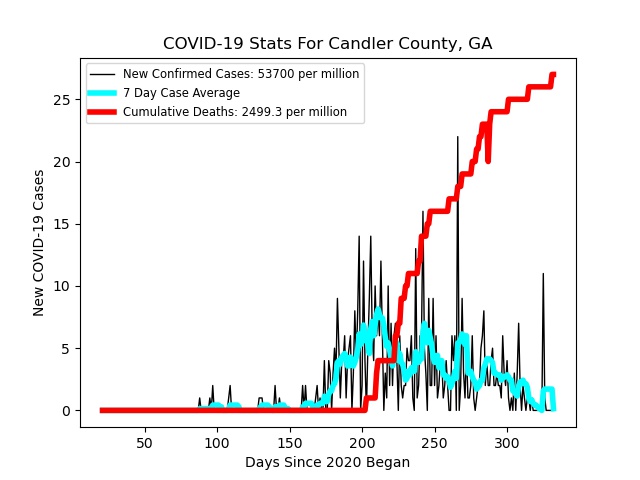 COVID-19 Stats For Candler County, GA
New Confirmed Cases: 53700 per million
7 Day Case Average
Cumulative Deaths: 2499.3 per million
New COVID-19 Cases
25
20
15
10
5
0
50 100 150 200 250 300
Days Since 2020 Began